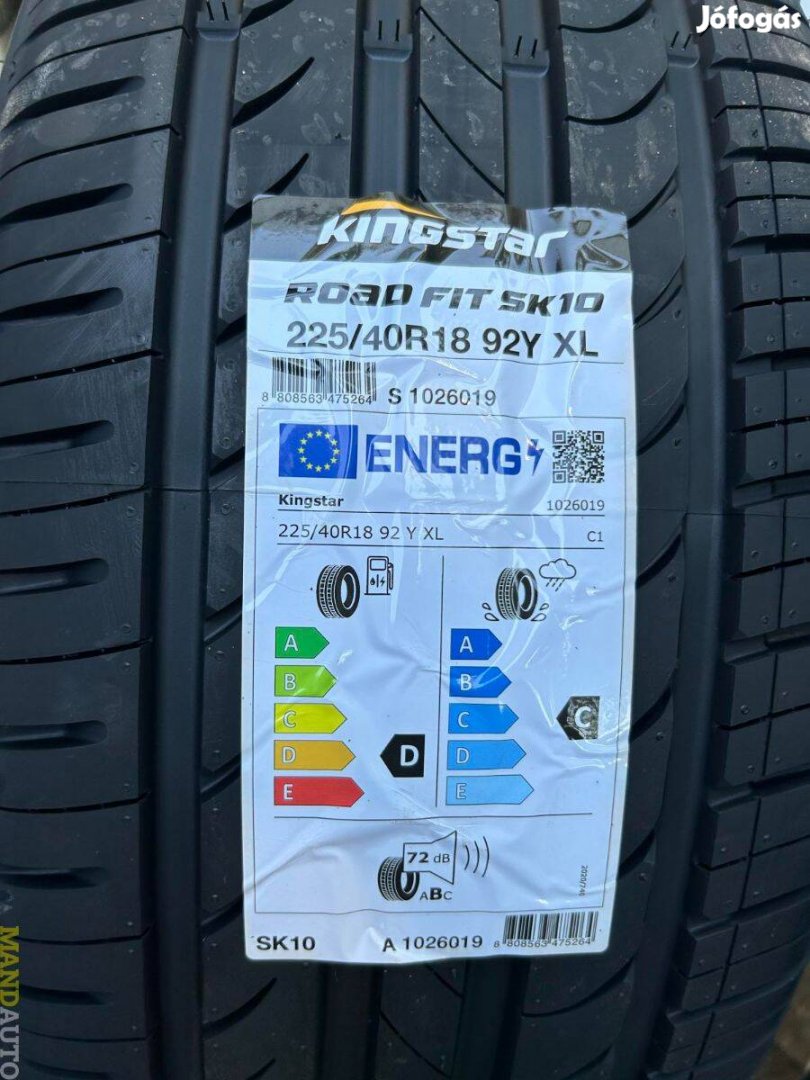 Jófogás
KINGSTAR
ROAD FIT SK10
225/40R18 92Y XL
8 808563 475264
S 1026019
ENERG
Kingstar
1026019
225/40R18 92 Y XL
C1
A
B
C
D
E
D
A
B
C
D
E
C
72 dB
ABC
2020/740
SK10
A 1026019
8 808563 475264
MANDAUTO